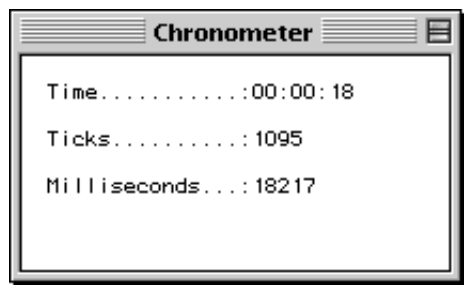 Chronometer
Time...........:00:00:18
Ticks..........:1095
Milliseconds...:18217